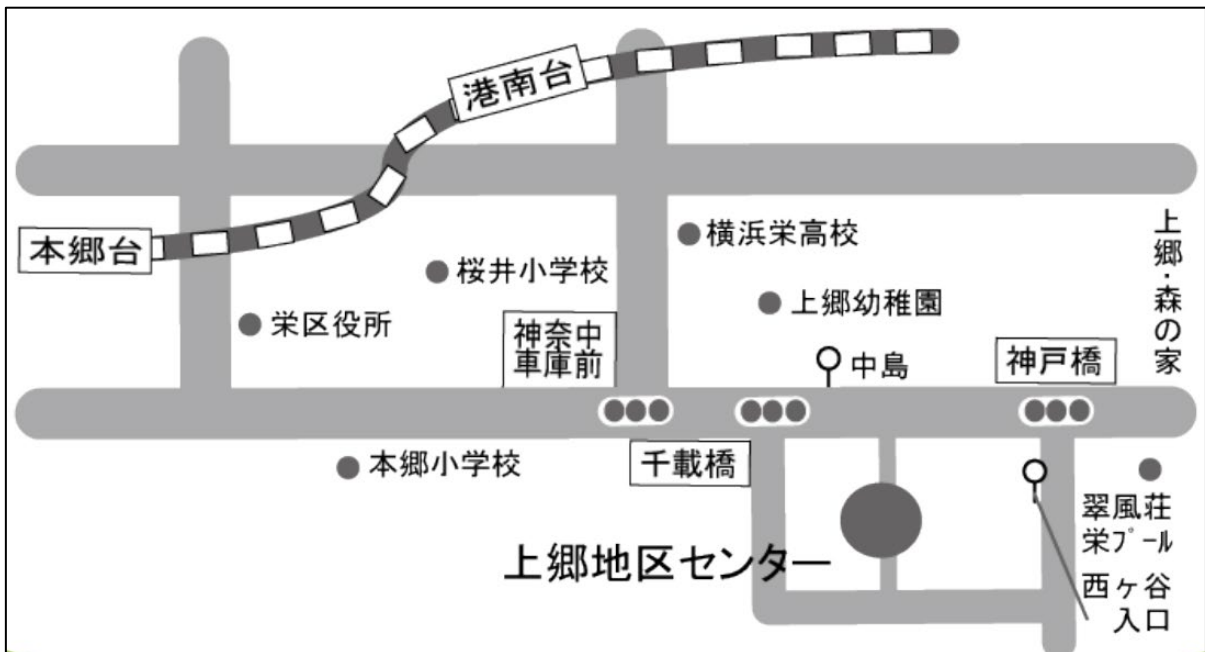 港南台
本郷台
横浜栄高校
桜井小学校
上郷・森の家
上郷幼稚園
栄区役所
神奈中
車庫前
中島
神戸橋
本郷小学校
千載橋
翠風荘
栄プール
上郷地区センター
西ヶ谷
入口